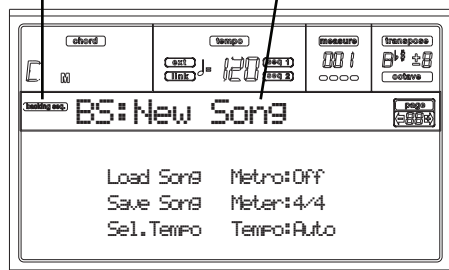 chord tempo measure transpose
C M ext link ♩= 120 seq 1 seq 2 001 B♭♮ ±8
octave
backing seq. BS:New Song page
Load Song Metro:Off
Save Song Meter:4/4
Sel.Tempo Tempo:Auto